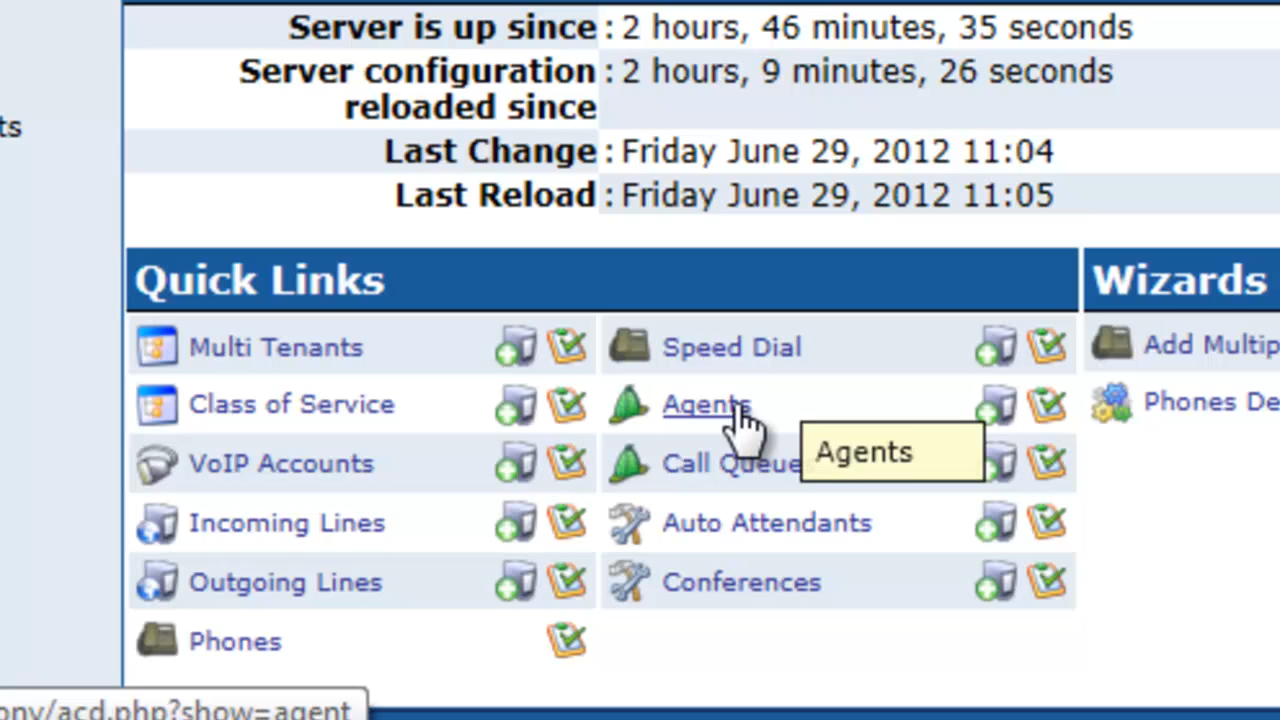 Server is up since : 2 hours, 46 minutes, 35 seconds
Server configuration reloaded since : 2 hours, 9 minutes, 26 seconds
ts
Last Change : Friday June 29, 2012 11:04
Last Reload : Friday June 29, 2012 11:05
Quick Links
Wizards
Multi Tenants
Speed Dial
Add Multip
Class of Service
Agents
Phones De
Agents
VoIP Accounts
Call Queue
Incoming Lines
Auto Attendants
Outgoing Lines
Conferences
Phones
ony/acd.php?show=agent